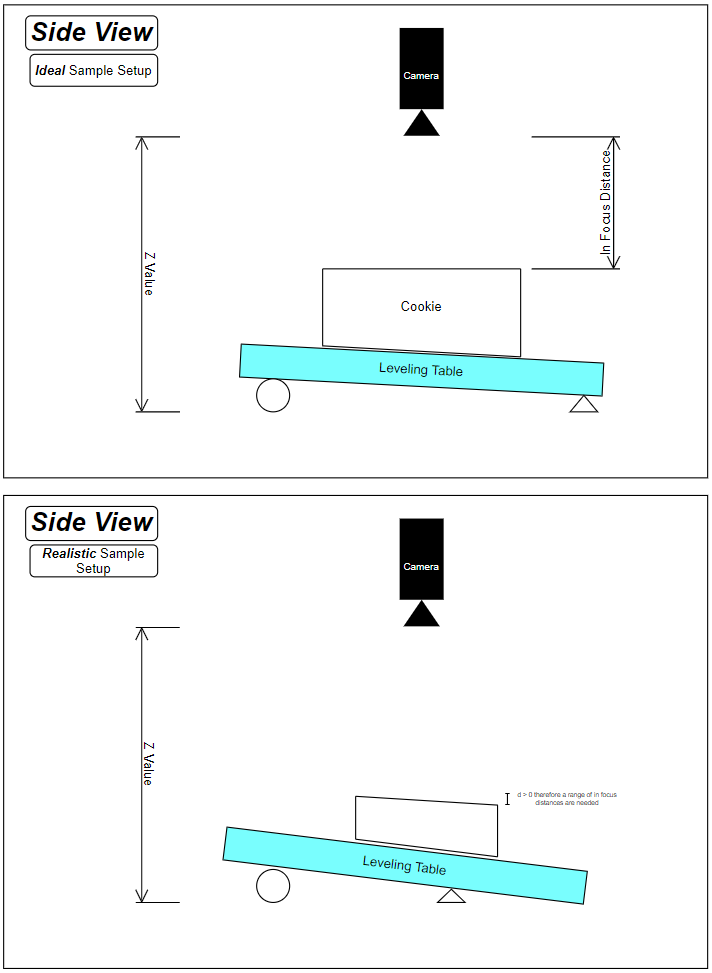 Side View
Ideal Sample Setup
Camera
In Focus Distance
Z Value
Cookie
Leveling Table
Side View
Realistic Sample
Setup
Camera
Z Value
d > 0 therefore a range of in focus
distances are needed
Leveling Table